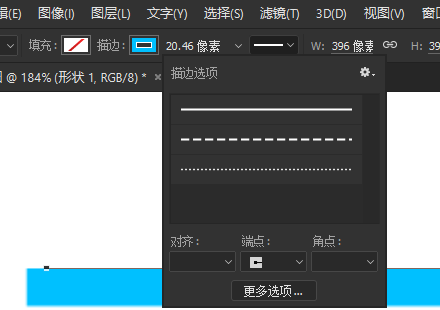 辑(E) 图像(I) 图层(L) 文字(Y) 选择(S) 滤镜(T) 3D(D) 视图(V) 窗
填充: 描边: 20.46 像素 W: 396 像素 H: 39
@ 184% (形状 1, RGB/8) *
描边选项
对齐: 端点: 角点:
更多选项...